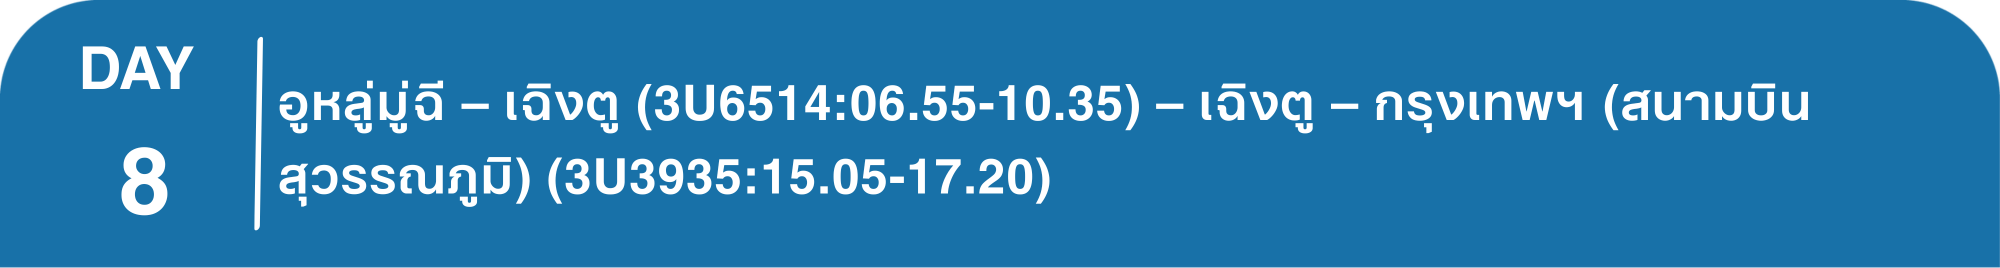 DAY
8
อูหลู่มู่ฉี – เฉิงตู (3U6514:06.55-10.35) – เฉิงตู – กรุงเทพฯ (สนามบิน
สุวรรณภูมิ) (3U3935:15.05-17.20)